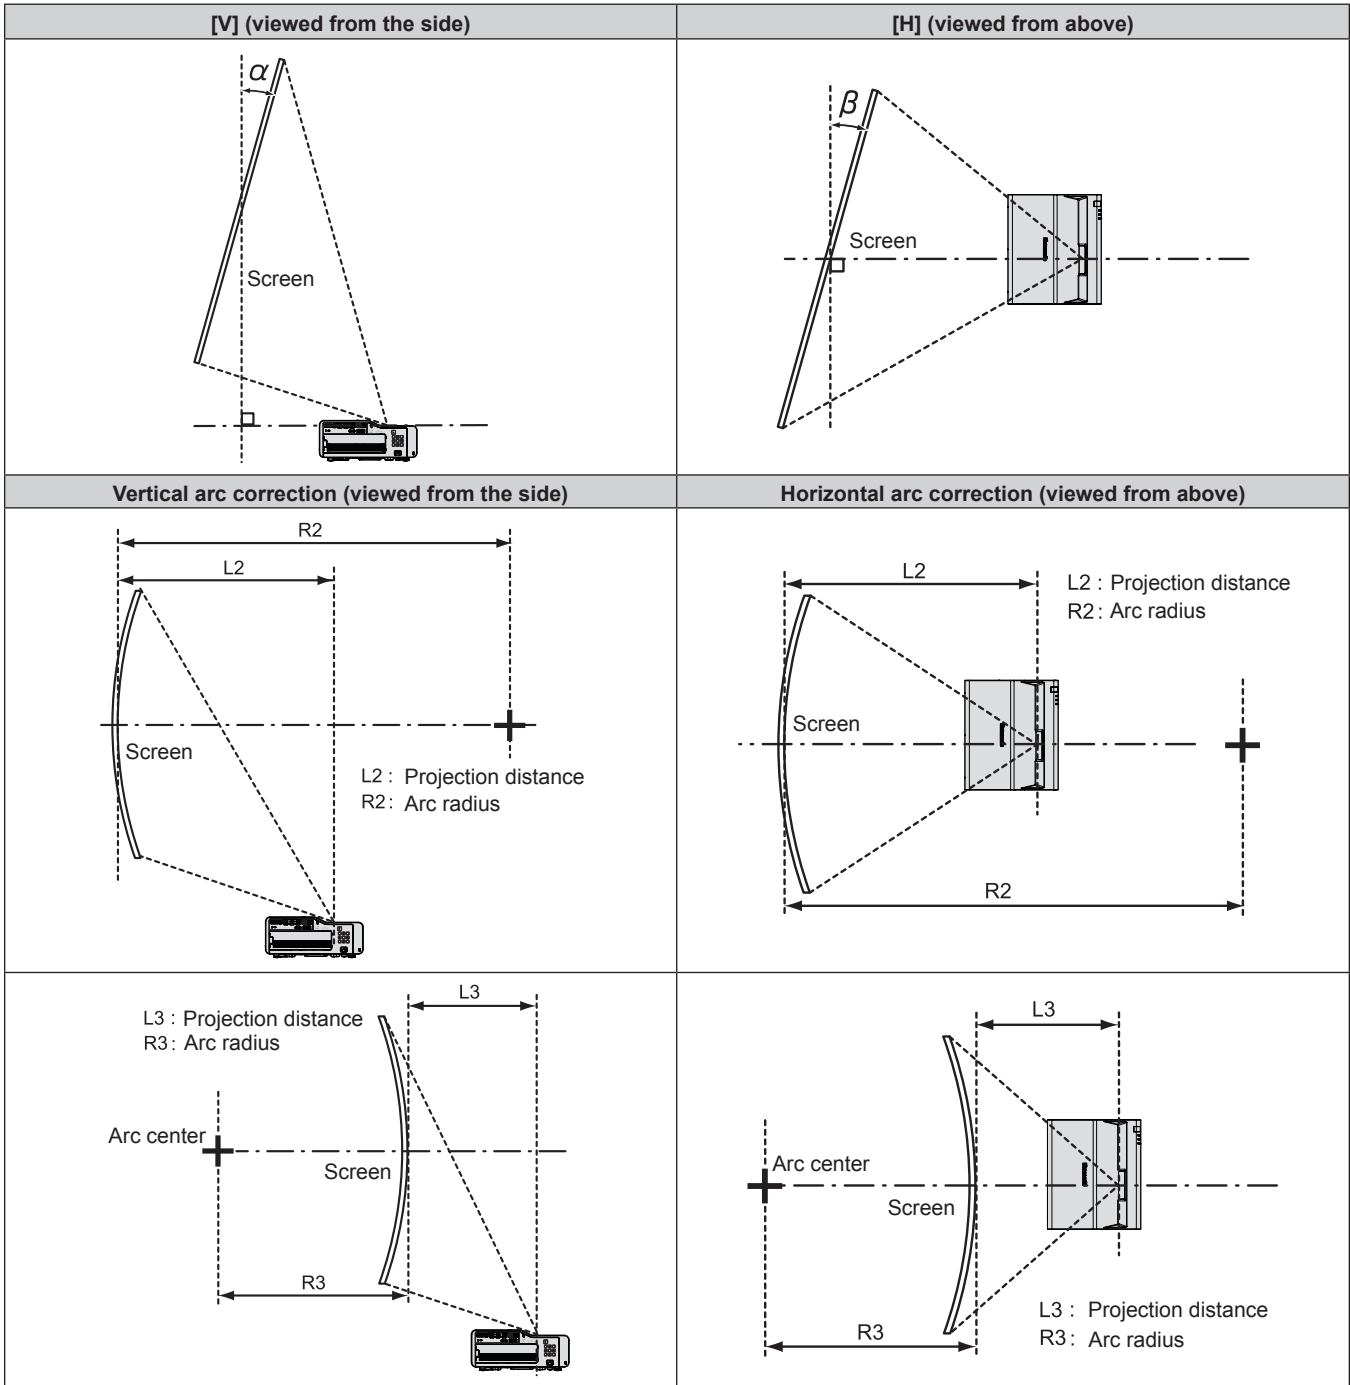 [V] (viewed from the side)
[H] (viewed from above)
α
Screen
β
Screen
Vertical arc correction (viewed from the side)
Horizontal arc correction (viewed from above)
R2
L2
Screen
L2 : Projection distance
R2 : Arc radius
L2
L2 : Projection distance
R2 : Arc radius
Screen
R2
L3
L3 : Projection distance
R3 : Arc radius
Arc center
Screen
R3
L3
Arc center
Screen
L3 : Projection distance
R3 : Arc radius
R3